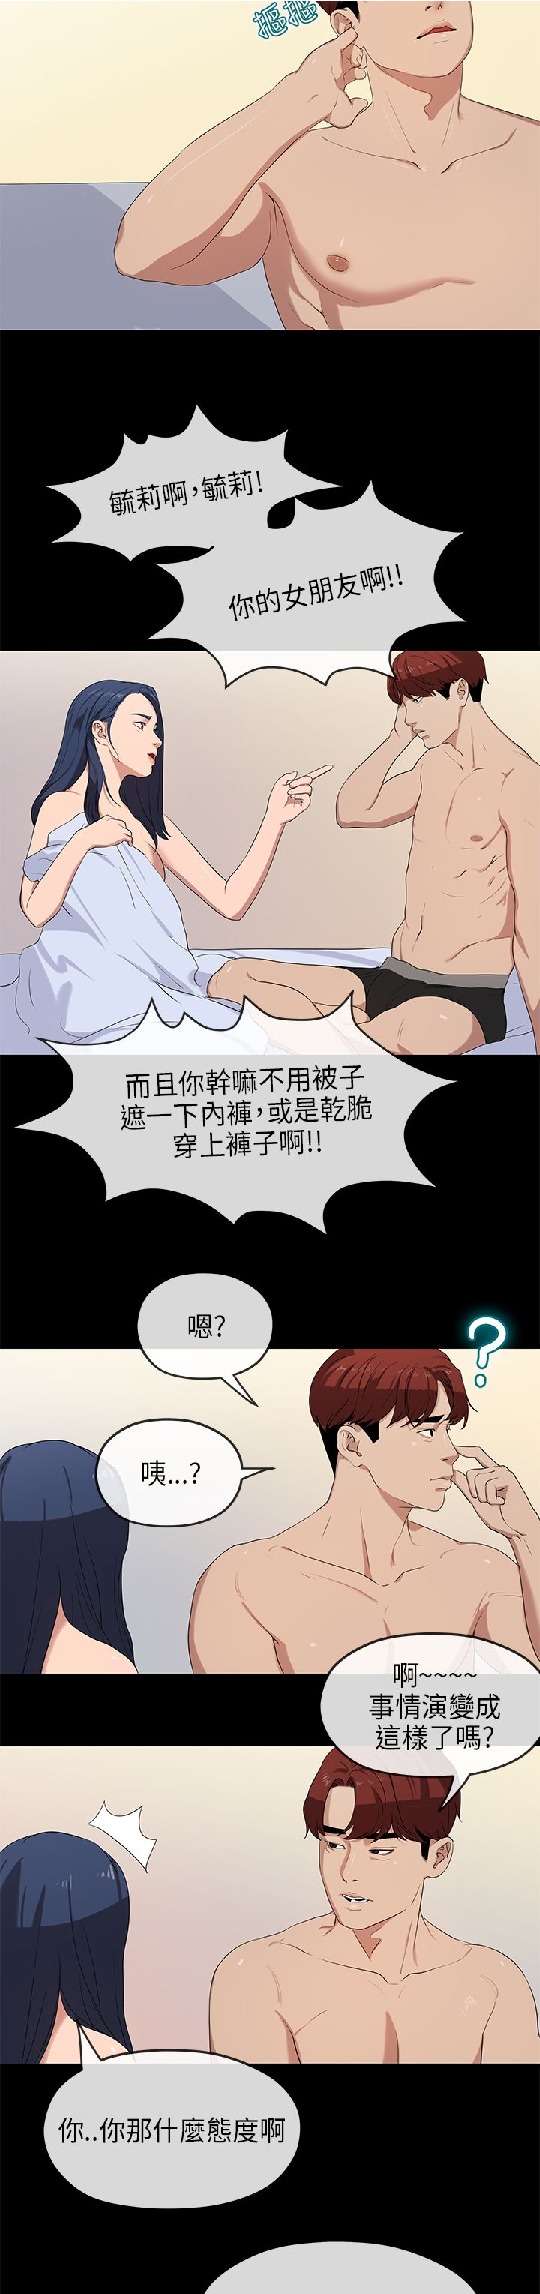 摳摳
毓莉啊,毓莉!
你的女朋友啊!!
而且你幹嘛不用被子
遮一下內褲,或是乾脆
穿上褲子啊!!
嗯?
?
咦...?
啊~~~~
事情演變成
這樣了嗎?
你..你那什麼態度啊